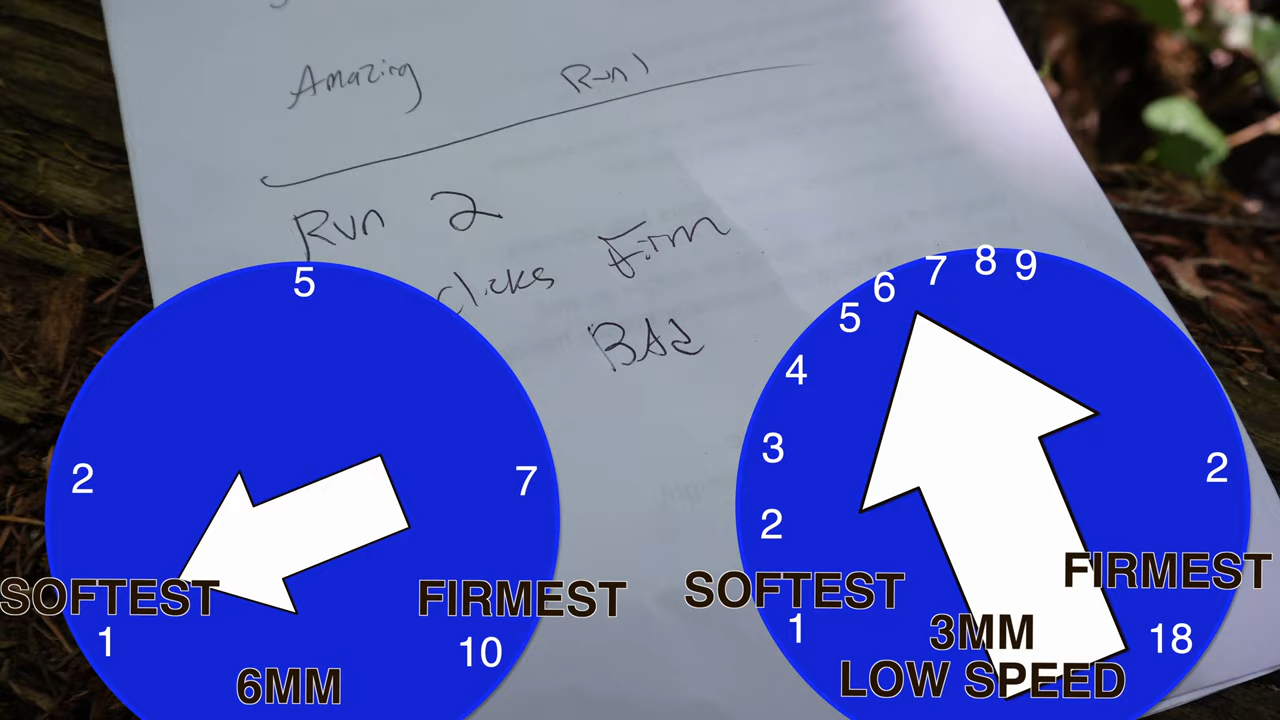 Amazing Run 1
Run 2
clicks Firm
BAd
5
2
7
SOFTEST
FIRMEST
1
10
6MM
9
8
7
6
5
4
3
2
2
SOFTEST
FIRMEST
1
18
3MM
LOW SPEED